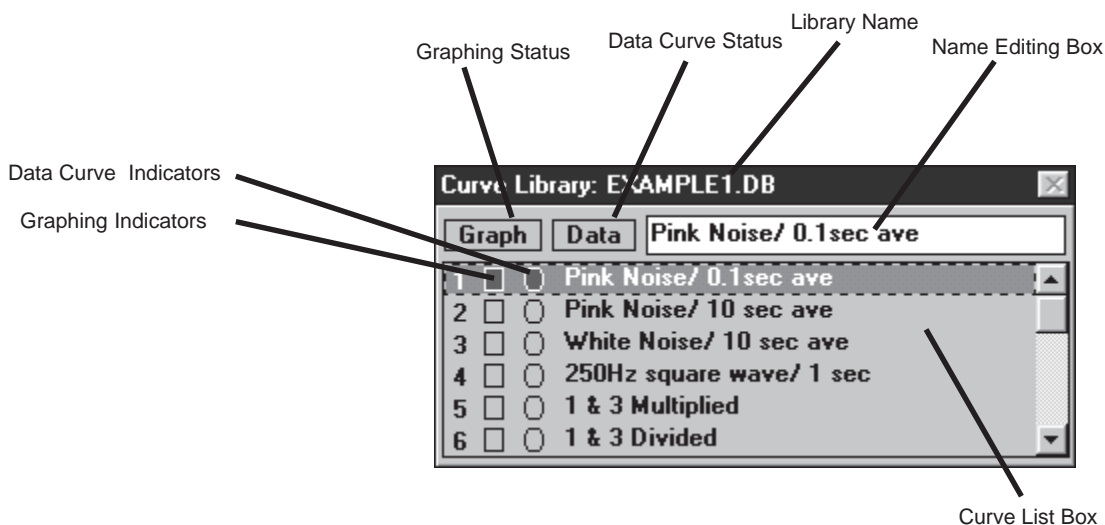 Library Name
Graphing Status
Data Curve Status
Name Editing Box
Data Curve Indicators
Graphing Indicators
Curve Library: EXAMPLE1.DB
Graph Data Pink Noise/ 0.1sec ave
1 Pink Noise/ 0.1sec ave
2 Pink Noise/ 10 sec ave
3 White Noise/ 10 sec ave
4 250Hz square wave/ 1 sec
5 1 & 3 Multiplied
6 1 & 3 Divided
Curve List Box